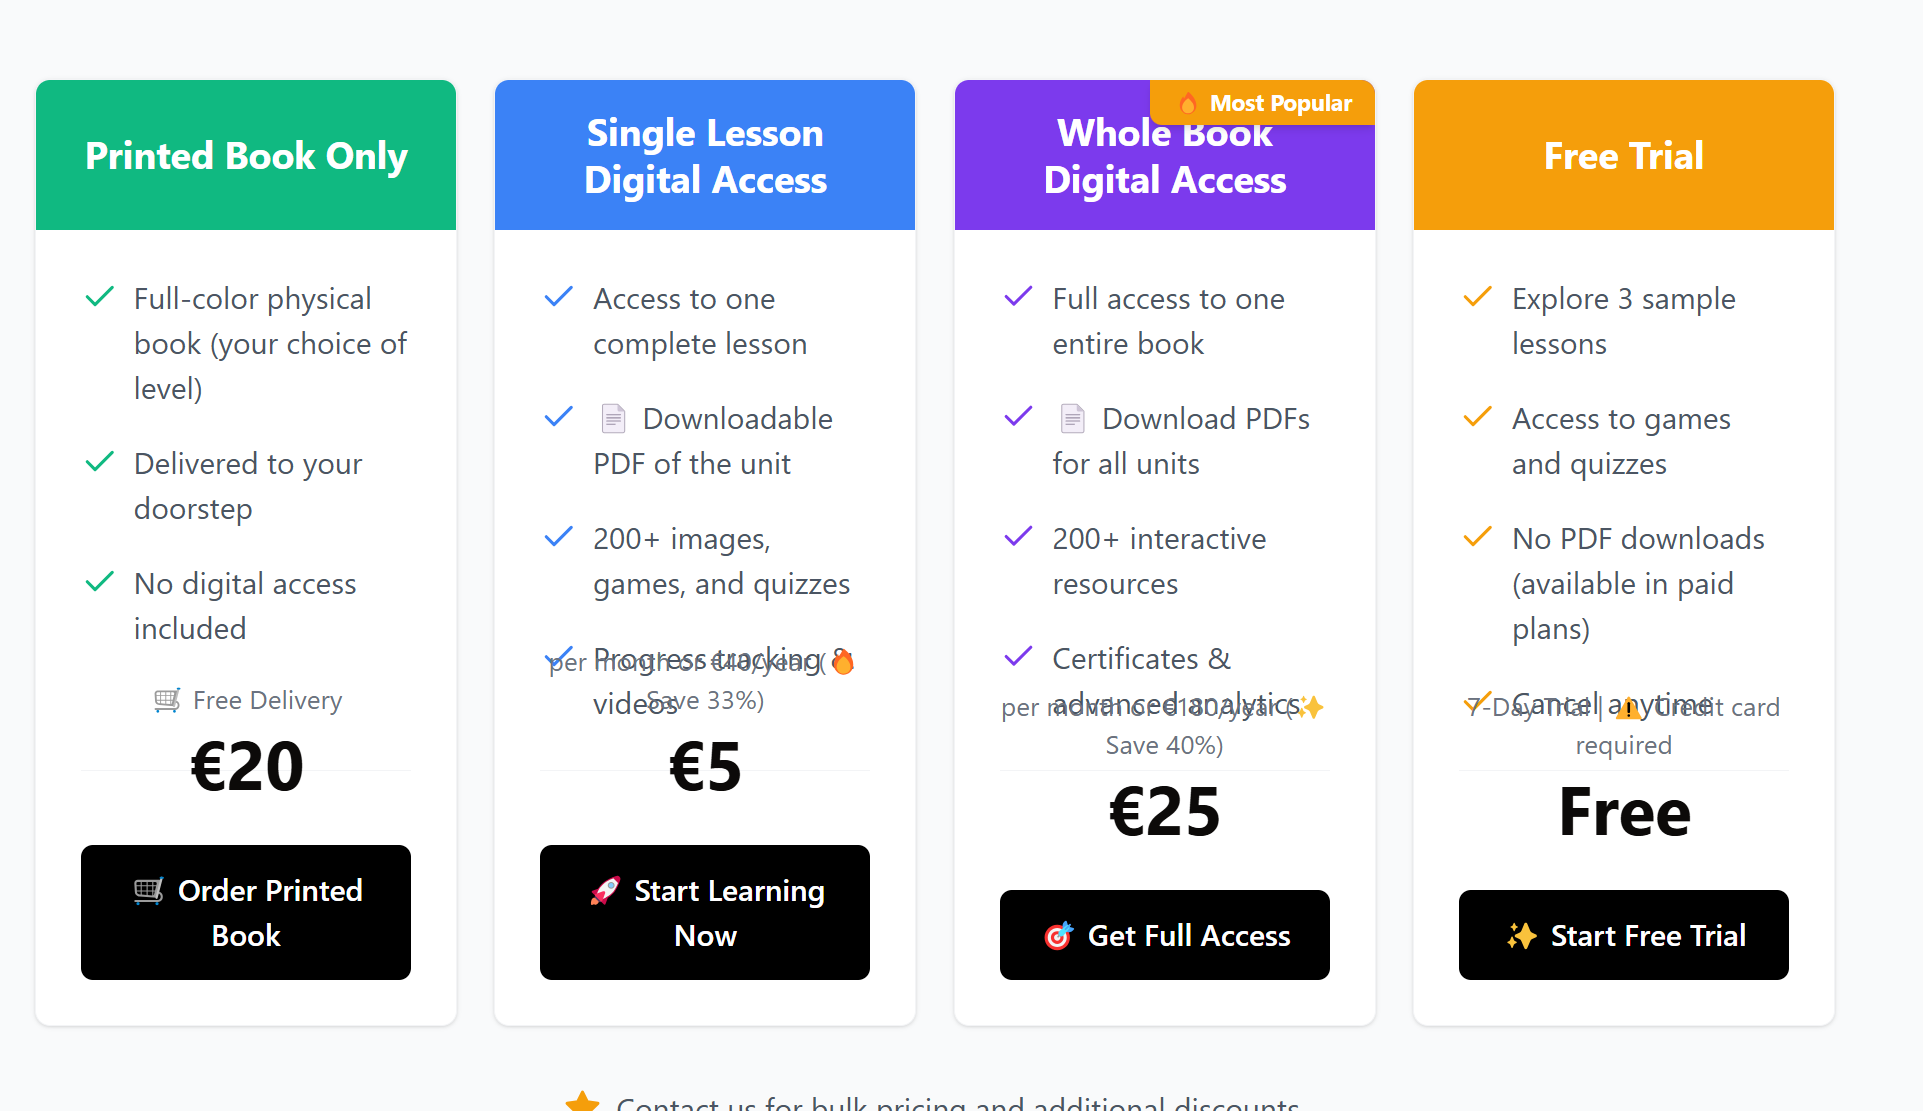 Printed Book Only
Full-color physical
book (your choice of
level)
Delivered to your
doorstep
No digital access
included
Free Delivery
€20
Order Printed
Book
Single Lesson
Digital Access
Access to one
complete lesson
Downloadable
PDF of the unit
200+ images,
games, and quizzes
Progress tracking &
videos
per month or €40/year (
Save 33%)
€5
Start Learning
Now
Most Popular
Whole Book
Digital Access
Full access to one
entire book
Download PDFs
for all units
200+ interactive
resources
Certificates &
advanced analytics
per month or €180/year (
Save 40%)
€25
Get Full Access
Free Trial
Explore 3 sample
lessons
Access to games
and quizzes
No PDF downloads
(available in paid
plans)
Cancel anytime
7-Day Trial | Credit card
required
Free
Start Free Trial
Contact us for bulk pricing and additional discounts